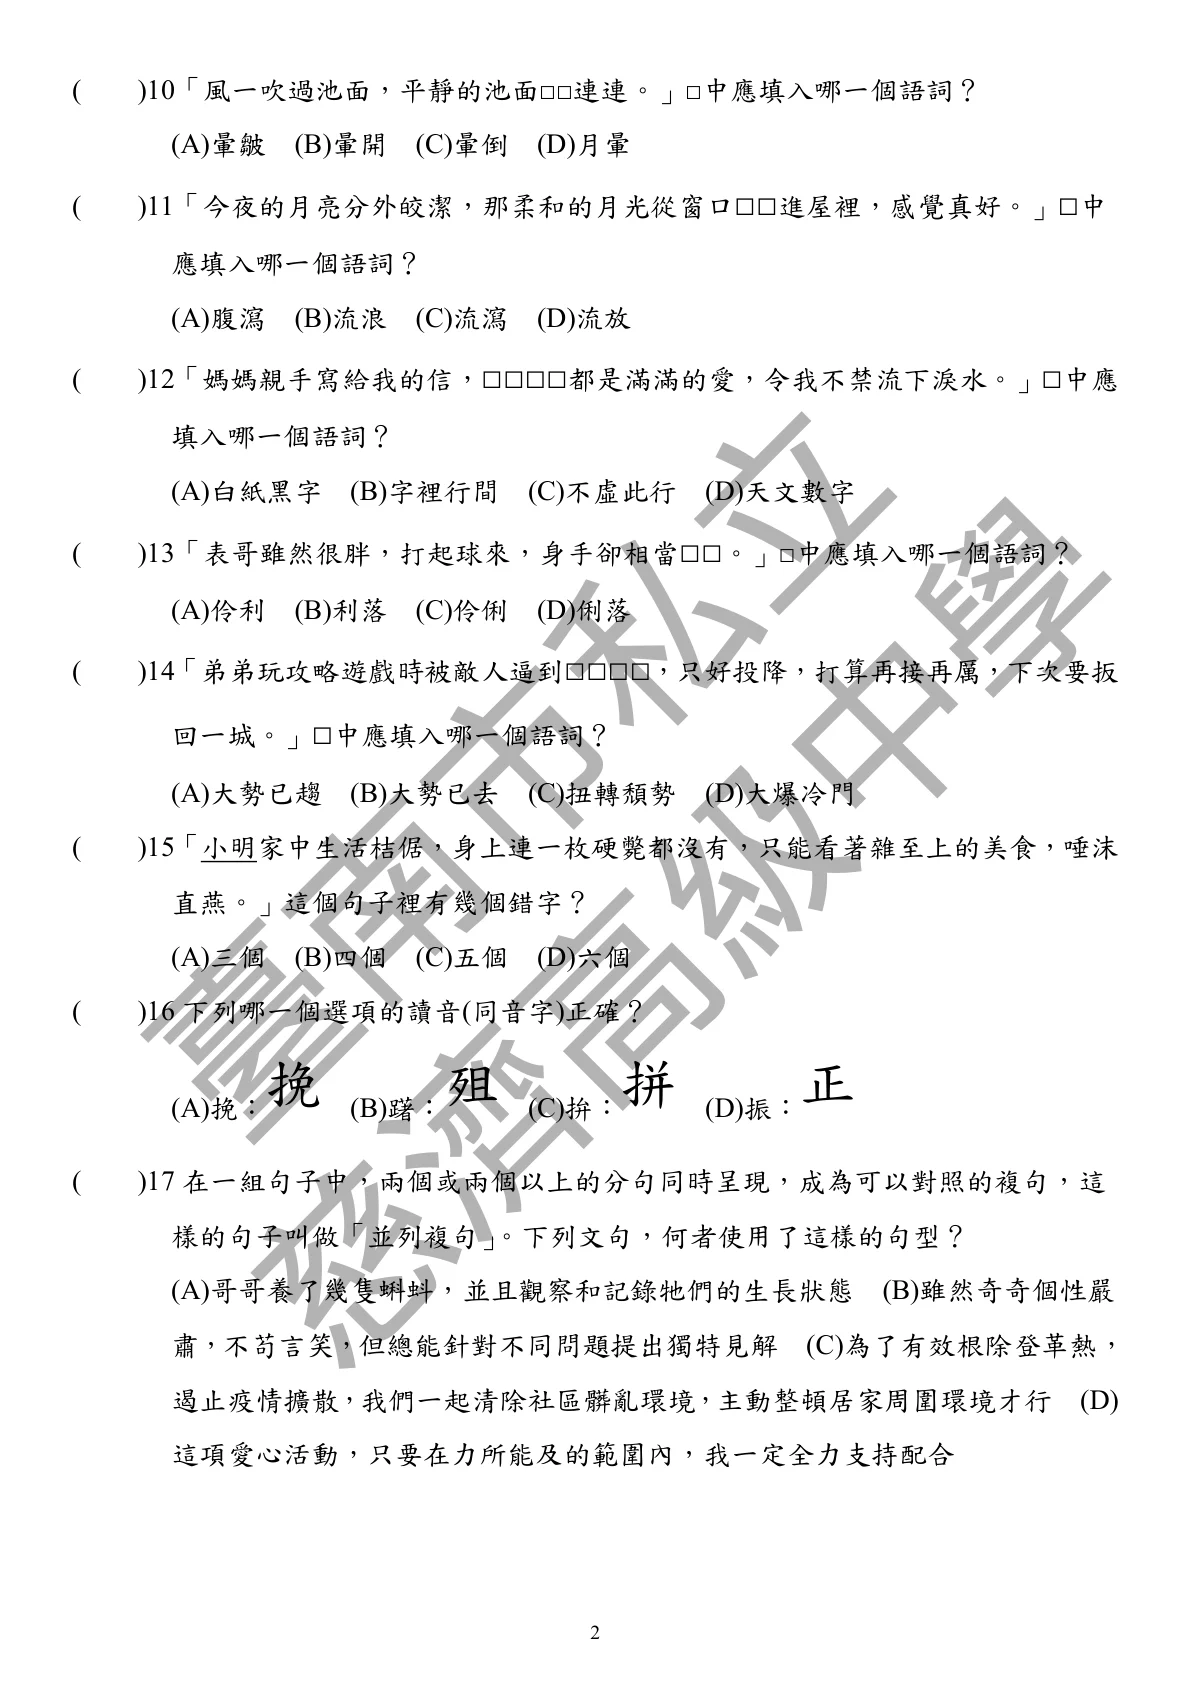 (　　)10「風一吹過池面，平靜的池面□□連連。」□中應填入哪一個語詞？
(A)暈皺　(B)暈開　(C)暈倒　(D)月暈
(　　)11「今夜的月亮分外皎潔，那柔和的月光從窗口□□進屋裡，感覺真好。」□中
應填入哪一個語詞？
(A)腹瀉　(B)流浪　(C)流瀉　(D)流放
(　　)12「媽媽親手寫給我的信，□□□□都是滿滿的愛，令我不禁流下淚水。」□中應
填入哪一個語詞？
(A)白紙黑字　(B)字裡行間　(C)不虛此行　(D)天文數字
(　　)13「表哥雖然很胖，打起球來，身手卻相當□□。」□中應填入哪一個語詞？
(A)伶利　(B)利落　(C)伶俐　(D)俐落
(　　)14「弟弟玩攻略遊戲時被敵人逼到□□□□，只好投降，打算再接再厲，下次要扳
回一城。」□中應填入哪一個語詞？
(A)大勢已趨　(B)大勢已去　(C)扭轉頹勢　(D)大爆冷門
(　　)15「小明家中生活桔倨，身上連一枚硬斃都沒有，只能看著雜至上的美食，唾沫
直燕。」這個句子裡有幾個錯字？
(A)三個　(B)四個　(C)五個　(D)六個
(　　)16 下列哪一個選項的讀音(同音字)正確？
(A)挽：挽　(B)躇：殂　(C)拚：拼　(D)振：正
(　　)17 在一組句子中，兩個或兩個以上的分句同時呈現，成為可以對照的複句，這
樣的句子叫做「並列複句」。下列文句，何者使用了這樣的句型？
(A)哥哥養了幾隻蝌蚪，並且觀察和記錄牠們的生長狀態　(B)雖然奇奇個性嚴
肅，不苟言笑，但總能針對不同問題提出獨特見解　(C)為了有效根除登革熱，
遏止疫情擴散，我們一起清除社區髒亂環境，主動整頓居家周圍環境才行　(D)
這項愛心活動，只要在力所能及的範圍內，我一定全力支持配合
臺南市私立
慈濟高級中學
2